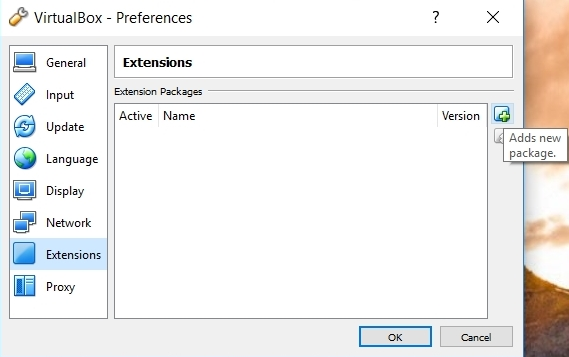 VirtualBox - Preferences
?
General
Input
Update
Language
Display
Network
Extensions
Proxy
Extensions
Extension Packages
Active Name Version
Adds new
package.
OK Cancel